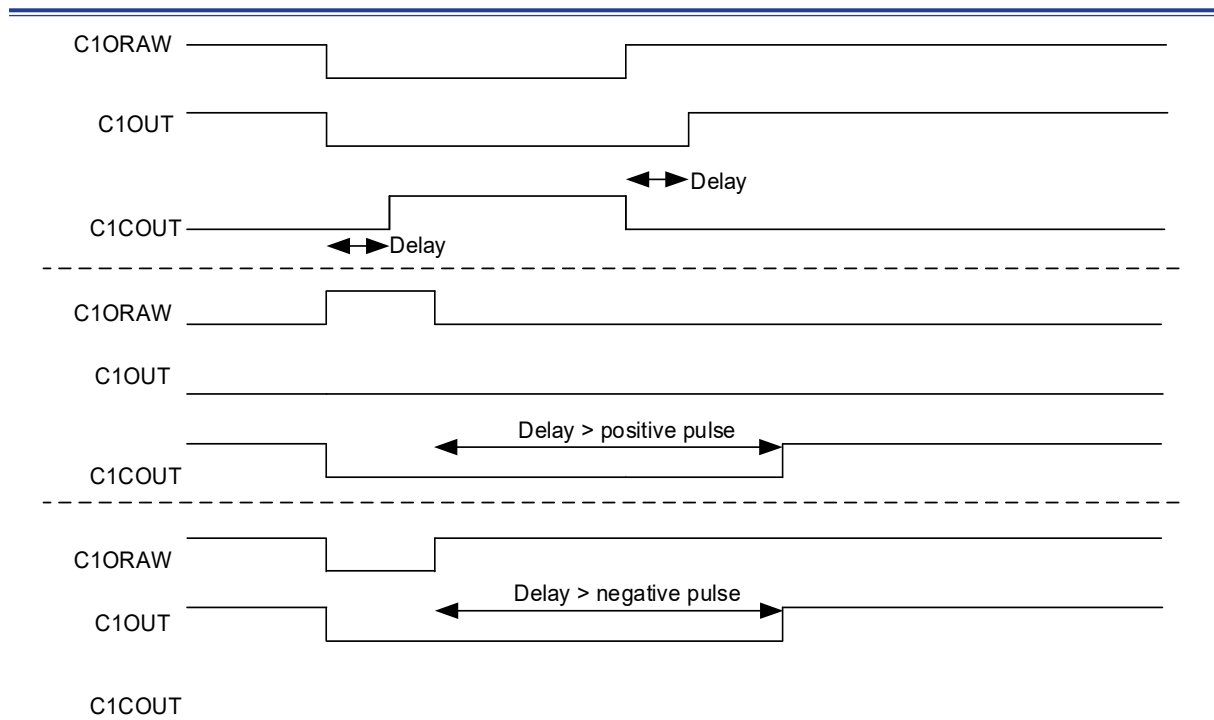 C1ORAW
C1OUT
Delay
C1COUT
Delay
C1ORAW
C1OUT
Delay > positive pulse
C1COUT
C1ORAW
Delay > negative pulse
C1OUT
C1COUT